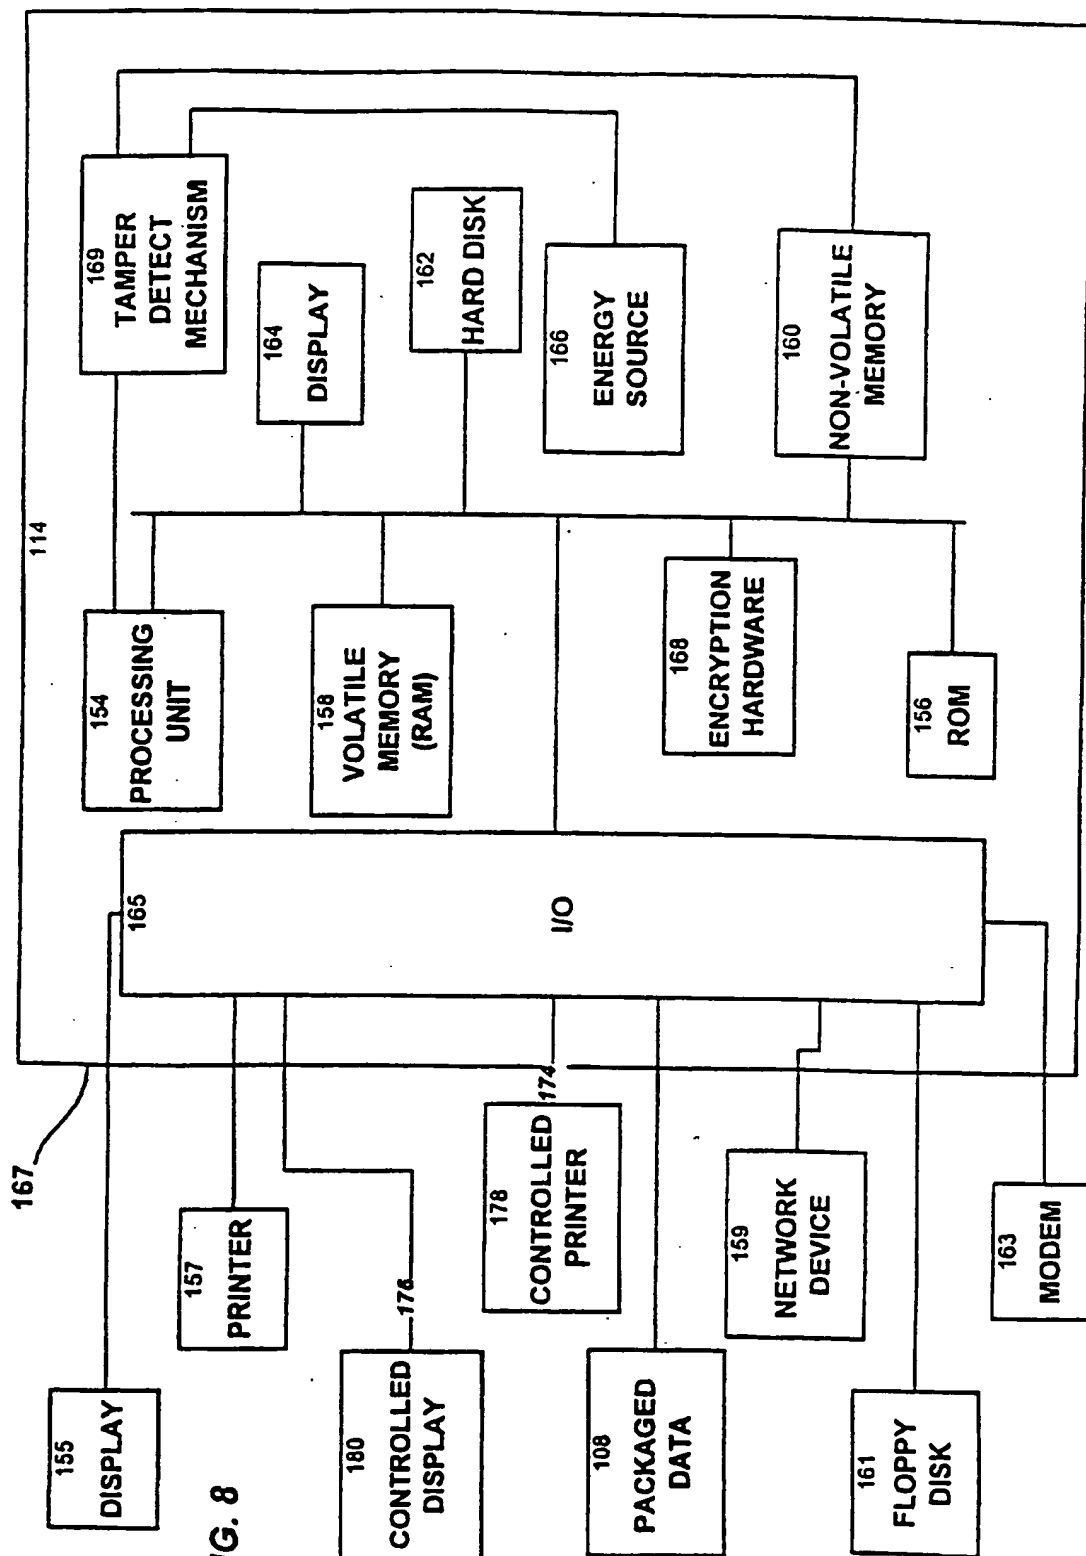 114
167
169
TAMPER
DETECT
MECHANISM
164
DISPLAY
162
HARD DISK
166
ENERGY
SOURCE
160
NON-VOLATILE
MEMORY
154
PROCESSING
UNIT
158
VOLATILE
MEMORY
(RAM)
168
ENCRYPTION
HARDWARE
156
ROM
165
I/O
155
DISPLAY
157
PRINTER
176
180
CONTROLLED
DISPLAY
174
178
CONTROLLED
PRINTER
108
PACKAGED
DATA
159
NETWORK
DEVICE
161
FLOPPY
DISK
163
MODEM
IG. 8